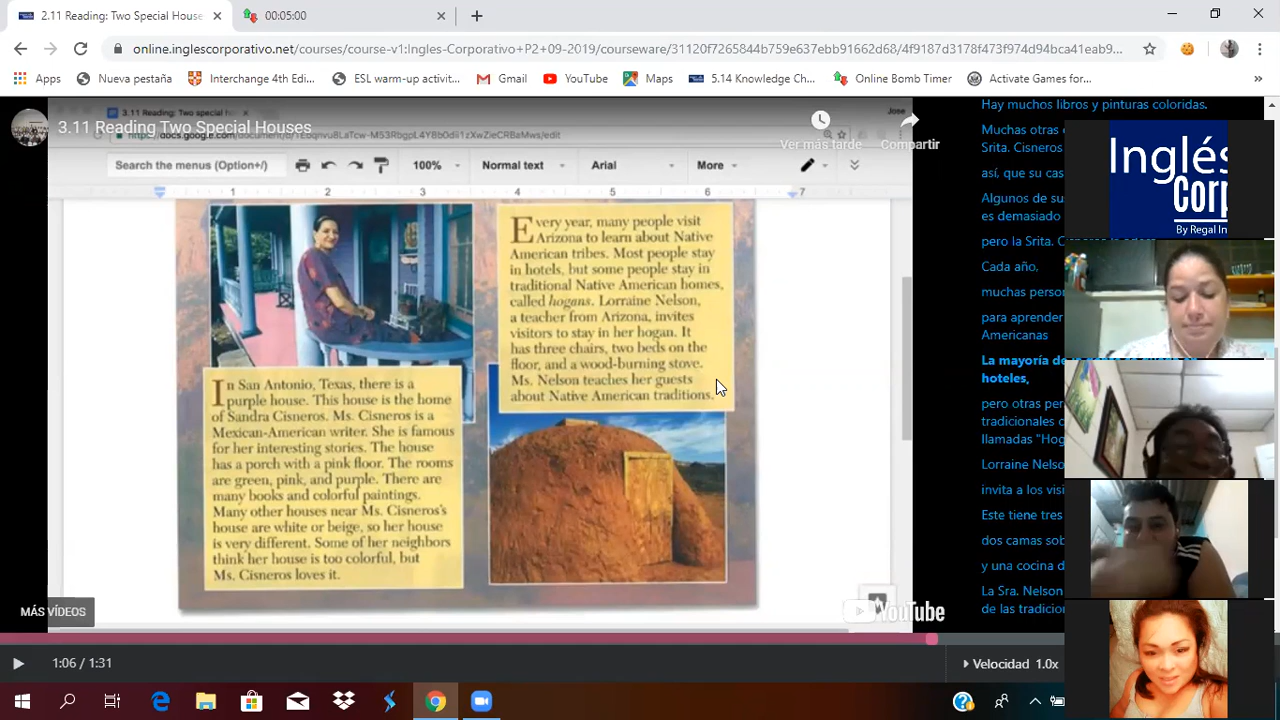 2.11 Reading: Two Special House
00:05:00
online.inglescorporativo.net/courses/course-v1:Ingles-Corporativo+P2+09-2019/courseware/31120f7265844b759e637ebb91662d68/4f9187d3178f473f974d94bca41eab9...
Apps
Nueva pestaña
Interchange 4th Edi...
ESL warm-up activit...
Gmail
YouTube
Maps
5.14 Knowledge Ch...
Online Bomb Timer
Activate Games for...
3.11 Reading: Two special h
Jose
3.11 Reading Two Special Houses
Ver más tarde
Compartir
Search the menus (Option+/)
100%
Normal text
Arial
More
1 2 3 4 5 6 7
In San Antonio, Texas, there is a
purple house. This house is the home
of Sandra Cisneros. Ms. Cisneros is a
Mexican-American writer. She is famous
for her interesting stories. The house
has a porch with a pink floor. The rooms
are green, pink, and purple. There are
many books and colorful paintings.
Many other houses near Ms. Cisneros's
house are white or beige, so her house
is very different. Some of her neighbors
think her house is too colorful, but
Ms. Cisneros loves it.
Every year, many people visit
Arizona to learn about Native
American tribes. Most people stay
in hotels, but some people stay in
traditional Native American homes,
called hogans. Lorraine Nelson,
a teacher from Arizona, invites
visitors to stay in her hogan. It
has three chairs, two beds on the
floor, and a wood-burning stove.
Ms. Nelson teaches her guests
about Native American traditions.
MÁS VÍDEOS
YouTube
1:06 / 1:31
Velocidad 1.0x
Hay muchos libros y pinturas coloridas.
Muchas otras
Srita. Cisneros
así, que su cas
Algunos de su
es demasiado
pero la Srita.
Cada año,
muchas person
para aprender
Americanas
La mayoría de
hoteles,
pero otras per
tradicionales
llamadas "Hog
Lorraine Nelso
invita a los visi
Este tiene tres
dos camas sob
y una cocina d
La Sra. Nelson
de las tradicion
Inglés
Corp
By Regal In